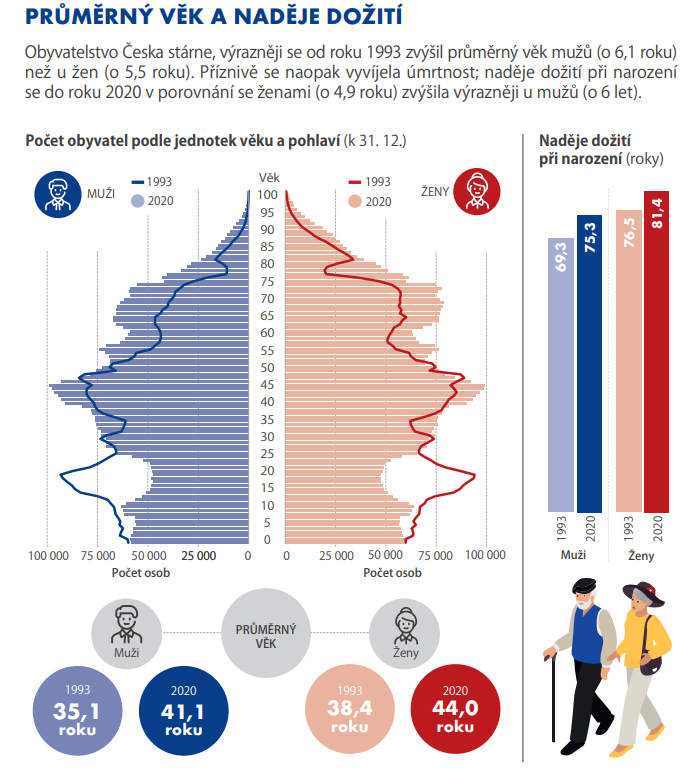 PRŮMĚRNÝ VĚK A NADĚJE DOŽITÍ
Obyvatelstvo Česka stárne, výrazněji se od roku 1993 zvýšil průměrný věk mužů (o 6,1 roku)
než u žen (o 5,5 roku). Příznivě se naopak vyvíjela úmrtnost; naděje dožití při narození
se do roku 2020 v porovnání se ženami (o 4,9 roku) zvýšila výrazněji u mužů (o 6 let).
Počet obyvatel podle jednotek věku a pohlaví (k 31. 12.)
MUŽI
1993
2020
Věk
1993
2020
ŽENY
100
95
90
85
80
75
70
65
60
55
50
45
40
35
30
25
20
15
10
5
0
100 000 75 000 50 000 25 000 0
0 25 000 50 000 75 000 100 000
Počet osob
Počet osob
Naděje dožití
při narození (roky)
69,3
75,3
76,5
81,4
1993
2020
1993
2020
Muži
Ženy
Muži
PRŮMĚRNÝ
VĚK
Ženy
1993
35,1
roku
2020
41,1
roku
1993
38,4
roku
2020
44,0
roku